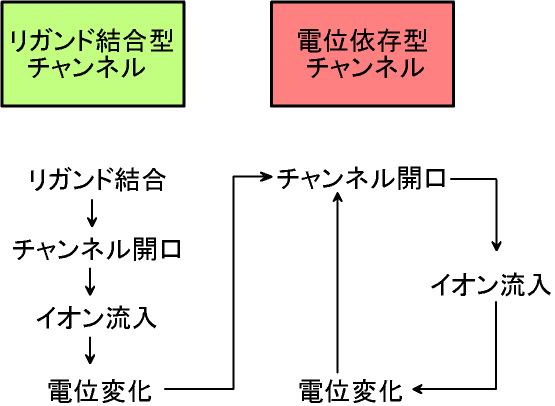 リガンド結合型
チャンネル
電位依存型
チャンネル
リガンド結合
チャンネル開口
イオン流入
電位変化
チャンネル開口
イオン流入
電位変化